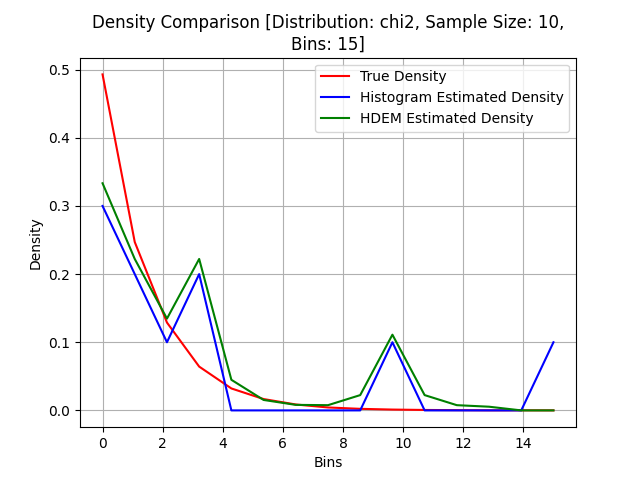 Density Comparison [Distribution: chi2, Sample Size: 10,
Bins: 15]
True Density
Histogram Estimated Density
HDEM Estimated Density
Density
0.5
0.4
0.3
0.2
0.1
0.0
0 2 4 6 8 10 12 14
Bins